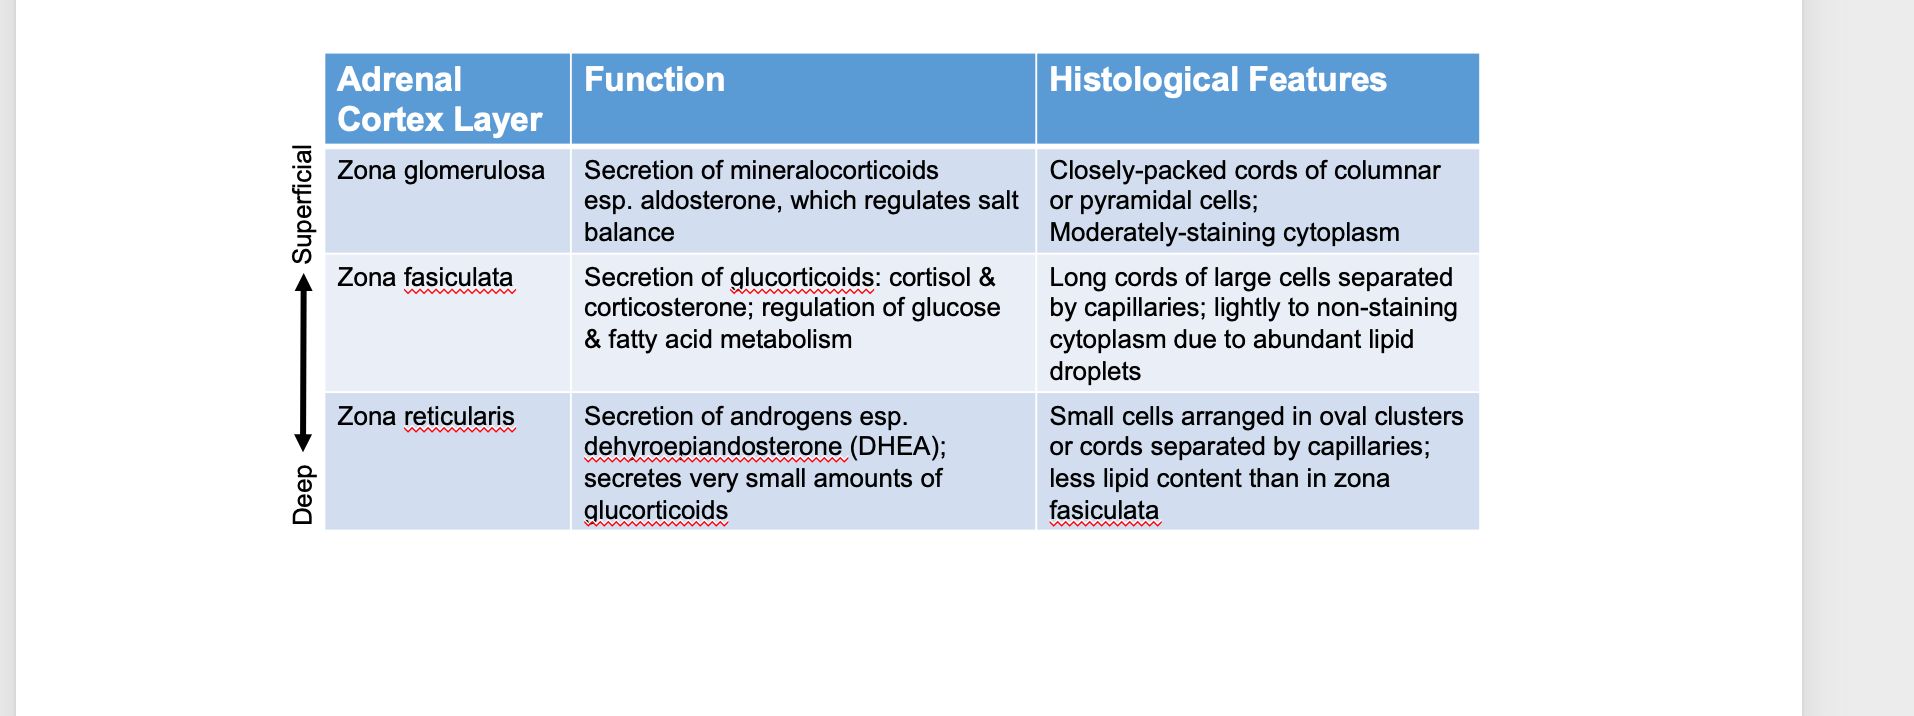 Adrenal
Cortex Layer
Function
Histological Features
Superficial
Deep
Zona glomerulosa
Secretion of mineralocorticoids
esp. aldosterone, which regulates salt
balance
Closely-packed cords of columnar
or pyramidal cells;
Moderately-staining cytoplasm
Zona fasiculata
Secretion of glucorticoids: cortisol &
corticosterone; regulation of glucose
& fatty acid metabolism
Long cords of large cells separated
by capillaries; lightly to non-staining
cytoplasm due to abundant lipid
droplets
Zona reticularis
Secretion of androgens esp.
dehyroepiandosterone (DHEA);
secretes very small amounts of
glucorticoids
Small cells arranged in oval clusters
or cords separated by capillaries;
less lipid content than in zona
fasiculata